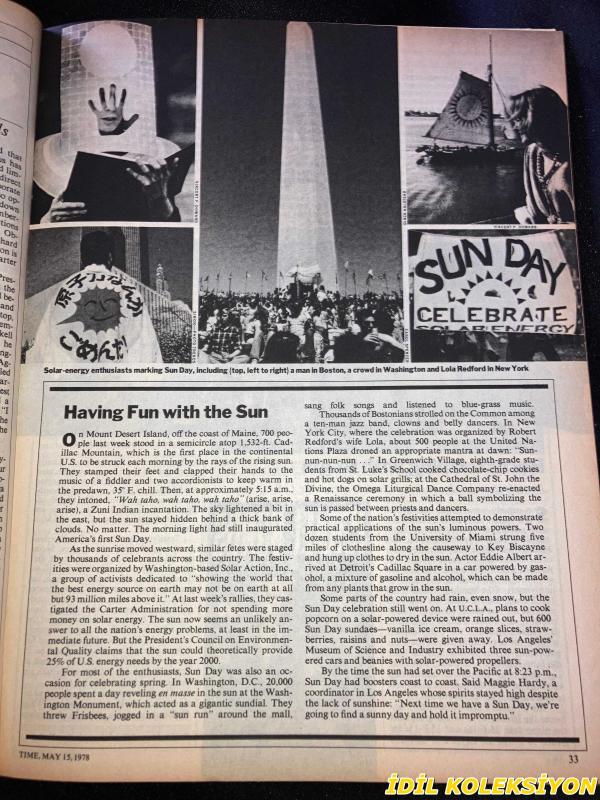 SUN DAY
CELEBRATE
SOLAR ENERGY
原子力なんか
ごめんだ
Solar-energy enthusiasts marking Sun Day, including (top, left to right) a man in Boston, a crowd in Washington and Lola Redford in New York
Having Fun with the Sun
On Mount Desert Island, off the coast of Maine, 700 peo-
ple last week stood in a semicircle atop 1,532-ft. Cad-
illac Mountain, which is the first place in the continental
U.S. to be struck each morning by the rays of the rising sun.
They stamped their feet and clapped their hands to the
music of a fiddler and two accordionists to keep warm in
the predawn, 35° F. chill. Then, at approximately 5:15 a.m.,
they intoned, "Wah taho, wah taho, wah taho" (arise, arise,
arise), a Zuni Indian incantation. The sky lightened a bit in
the east, but the sun stayed hidden behind a thick bank of
clouds. No matter. The morning light had still inaugurated
America's first Sun Day.
As the sunrise moved westward, similar fetes were staged
by thousands of celebrants across the country. The festiv-
ities were organized by Washington-based Solar Action, Inc.,
a group of activists dedicated to "showing the world that
the best energy source on earth may not be on earth at all
but 93 million miles above it." At last week's rallies, they cas-
tigated the Carter Administration for not spending more
money on solar energy. The sun now seems an unlikely an-
swer to all the nation's energy problems, at least in the im-
mediate future. But the President's Council on Environmen-
tal Quality claims that the sun could theoretically provide
25% of U.S. energy needs by the year 2000.
For most of the enthusiasts, Sun Day was also an oc-
casion for celebrating spring. In Washington, D.C., 20,000
people spent a day reveling en masse in the sun at the Wash-
ington Monument, which acted as a gigantic sundial. They
threw Frisbees, jogged in a "sun run" around the mall,
sang folk songs and listened to blue-grass music.
Thousands of Bostonians strolled on the Common among
a ten-man jazz band, clowns and belly dancers. In New
York City, where the celebration was organized by Robert
Redford's wife Lola, about 500 people at the United Na-
tions Plaza droned an appropriate mantra at dawn: "Sun-
nun-nun-nun . . ." In Greenwich Village, eighth-grade stu-
dents from St. Luke's School cooked chocolate-chip cookies
and hot dogs on solar grills; at the Cathedral of St. John the
Divine, the Omega Liturgical Dance Company re-enacted
a Renaissance ceremony in which a ball symbolizing the
sun is passed between priests and dancers.
Some of the nation's festivities attempted to demonstrate
practical applications of the sun's luminous powers. Two
dozen students from the University of Miami strung five
miles of clothesline along the causeway to Key Biscayne
and hung up clothes to dry in the sun. Actor Eddie Albert ar-
rived at Detroit's Cadillac Square in a car powered by gas-
ohol, a mixture of gasoline and alcohol, which can be made
from any plants that grow in the sun.
Some parts of the country had rain, even snow, but the
Sun Day celebration still went on. At U.C.L.A., plans to cook
popcorn on a solar-powered device were rained out, but 600
Sun Day sundaes—vanilla ice cream, orange slices, straw-
berries, raisins and nuts—were given away. Los Angeles'
Museum of Science and Industry exhibited three sun-pow-
ered cars and beanies with solar-powered propellers.
By the time the sun had set over the Pacific at 8:23 p.m.,
Sun Day had boosters coast to coast. Said Maggie Hardy, a
coordinator in Los Angeles whose spirits stayed high despite
the lack of sunshine: "Next time we have a Sun Day, we're
going to find a sunny day and hold it impromptu."
TIME, MAY 15, 1978
33
İDİL KOLEKSİYON